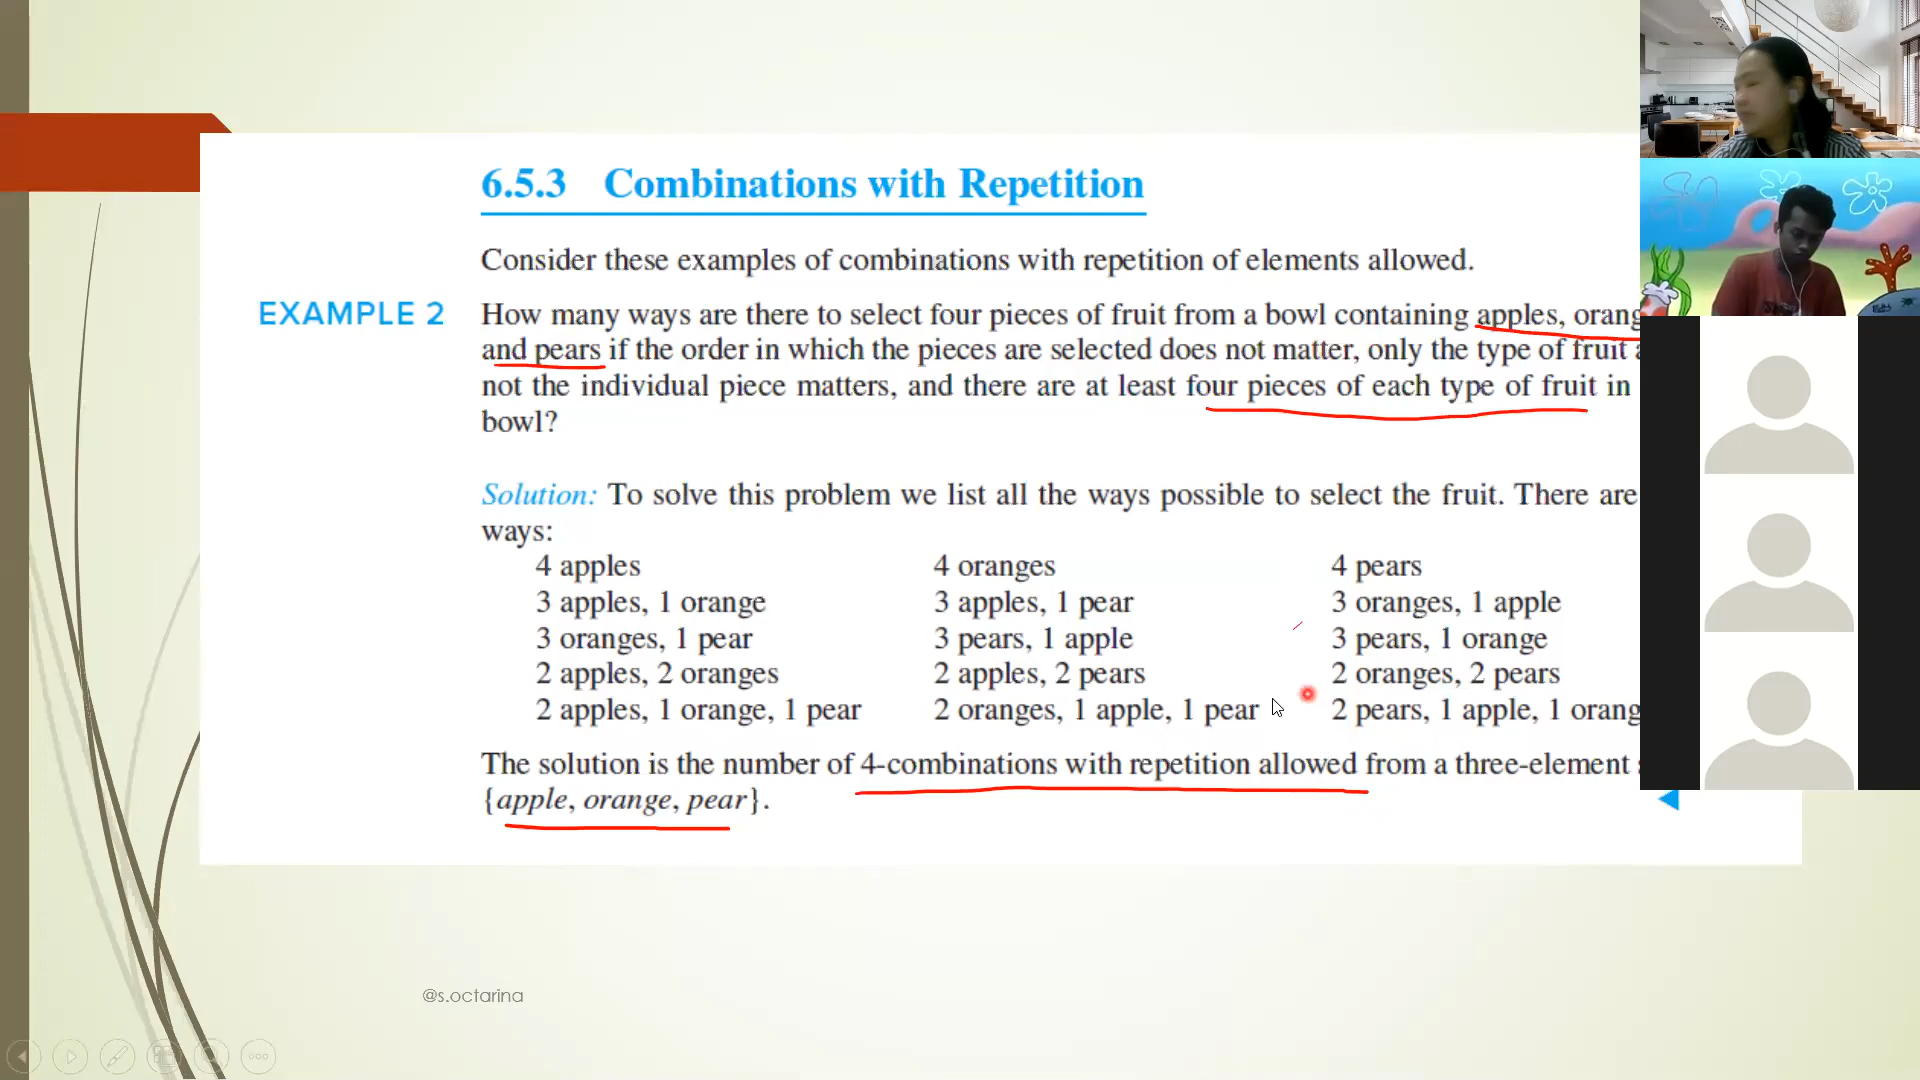 6.5.3 Combinations with Repetition
Consider these examples of combinations with repetition of elements allowed.
EXAMPLE 2 How many ways are there to select four pieces of fruit from a bowl containing apples, orang
and pears if the order in which the pieces are selected does not matter, only the type of fruit a
not the individual piece matters, and there are at least four pieces of each type of fruit in
bowl?
Solution: To solve this problem we list all the ways possible to select the fruit. There are
ways:
4 apples 4 oranges 4 pears
3 apples, 1 orange 3 apples, 1 pear 3 oranges, 1 apple
3 oranges, 1 pear 3 pears, 1 apple 3 pears, 1 orange
2 apples, 2 oranges 2 apples, 2 pears 2 oranges, 2 pears
2 apples, 1 orange, 1 pear 2 oranges, 1 apple, 1 pear 2 pears, 1 apple, 1 orang
The solution is the number of 4-combinations with repetition allowed from a three-element
{apple, orange, pear}.
@s.octarina